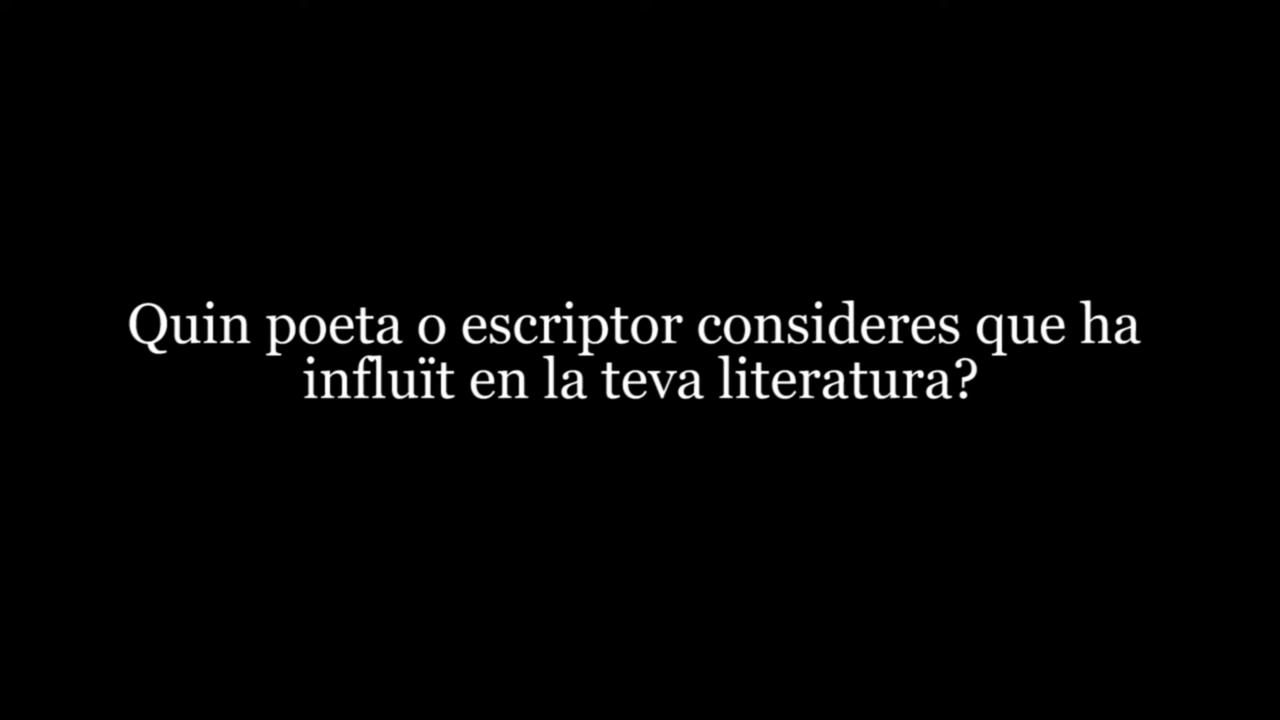 Quin poeta o escriptor consideres que ha
influït en la teva literatura?